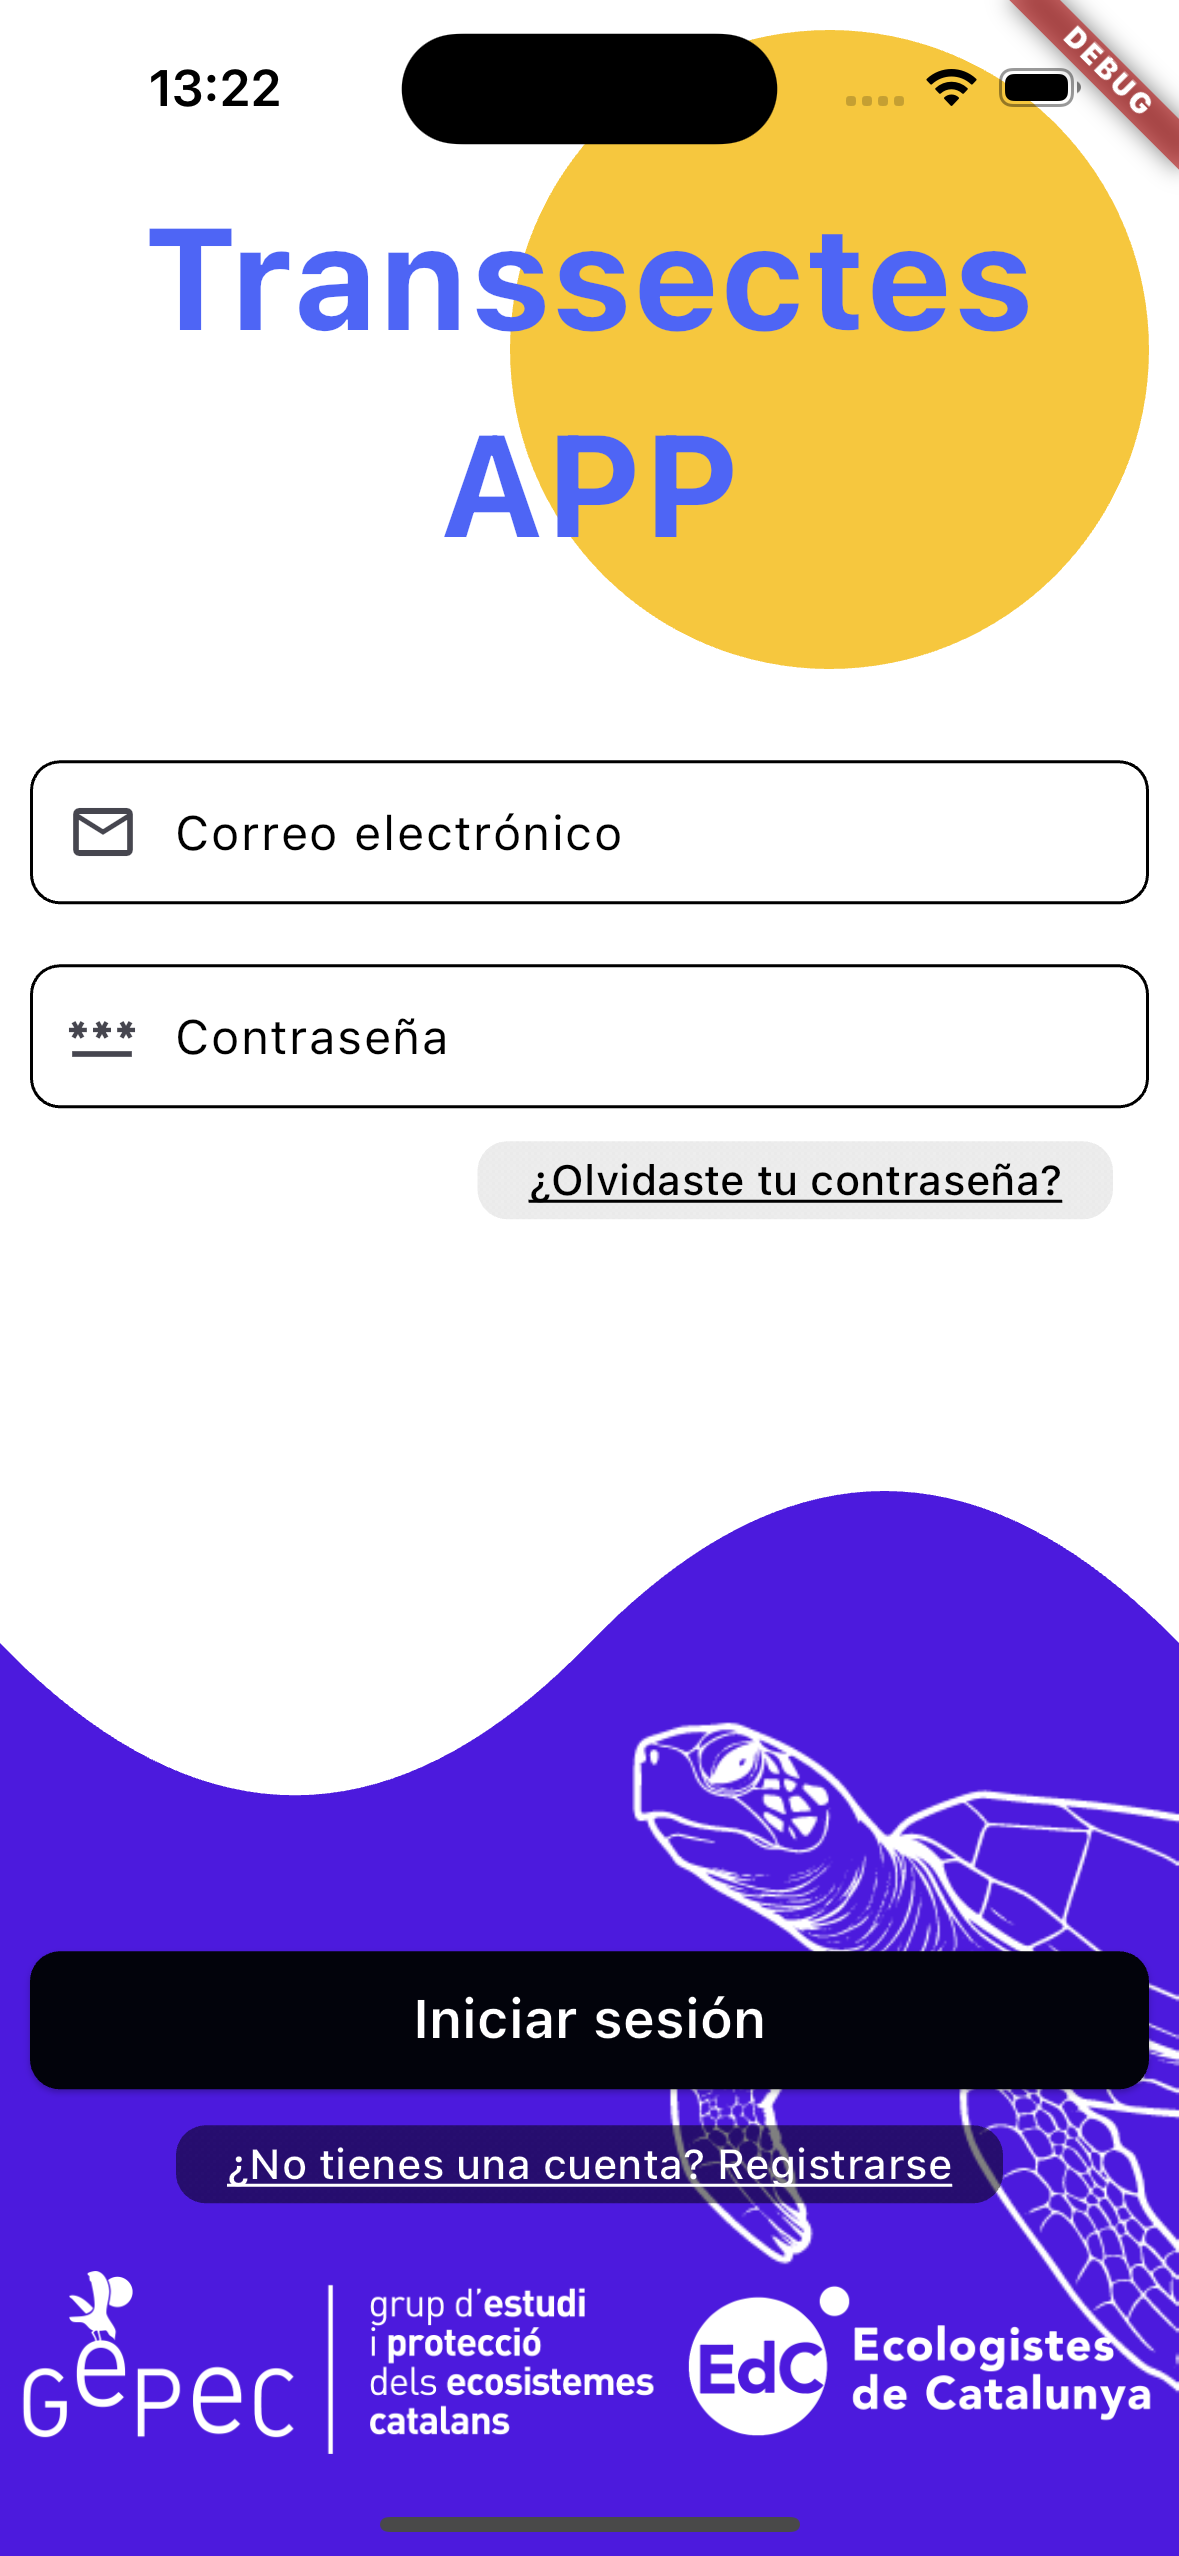 13:22
DEBUG
Transsectes
APP
Correo electrónico
***
Contraseña
¿Olvidaste tu contraseña?
Iniciar sesión
¿No tienes una cuenta? Registrarse
GePEC
grup d'estudi
i protecció
dels ecosistemes
catalans
EdC
Ecologistes
de Catalunya